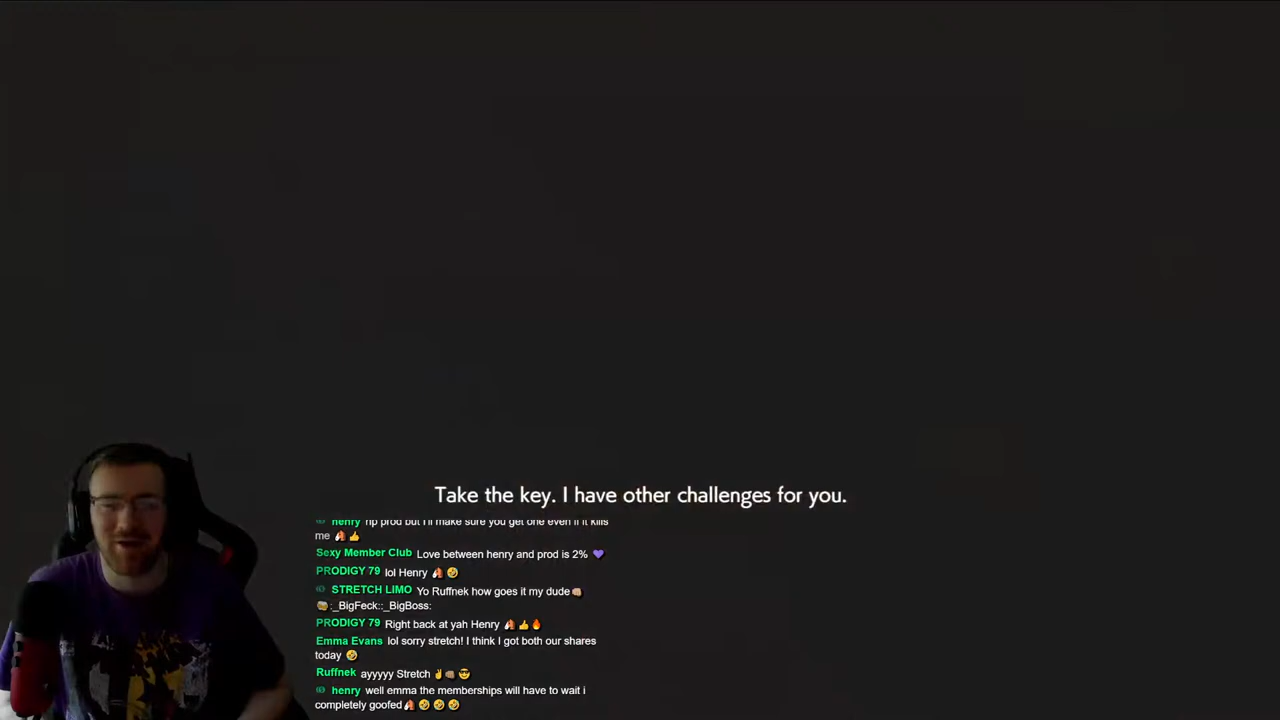 Take the key. I have other challenges for you.
henry np prod but I'll make sure you get one even if it kills
me
Sexy Member Club Love between henry and prod is 2% 💜
PRODIGY 79 lol Henry 🤣
STRETCH LIMO Yo Ruffnek how goes it my dude👊🏽
:_BigFeck::_BigBoss:
PRODIGY 79 Right back at yah Henry 👍🔥
Emma Evans lol sorry stretch! I think I got both our shares
today 🤣
Ruffnek ayyyyy Stretch ✌👊🏽 😎
henry well emma the memberships will have to wait i
completely goofed 🤣 🤣 🤣